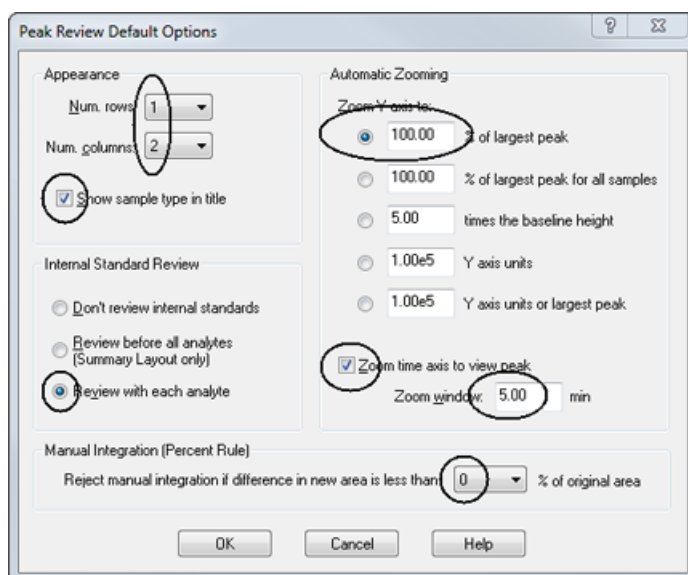 Peak Review Default Options
Appearance
Num. rows: 1
Num. columns: 2
Show sample type in title
Internal Standard Review
Don't review internal standards
Review before all analytes
(Summary Layout only)
Review with each analyte
Automatic Zooming
Zoom Y axis to:
100.00 % of largest peak
100.00 % of largest peak for all samples
5.00 times the baseline height
1.00e5 Y axis units
1.00e5 Y axis units or largest peak
Zoom time axis to view peak
Zoom window: 5.00 min
Manual Integration (Percent Rule)
Reject manual integration if difference in new area is less than 0 % of original area
OK Cancel Help